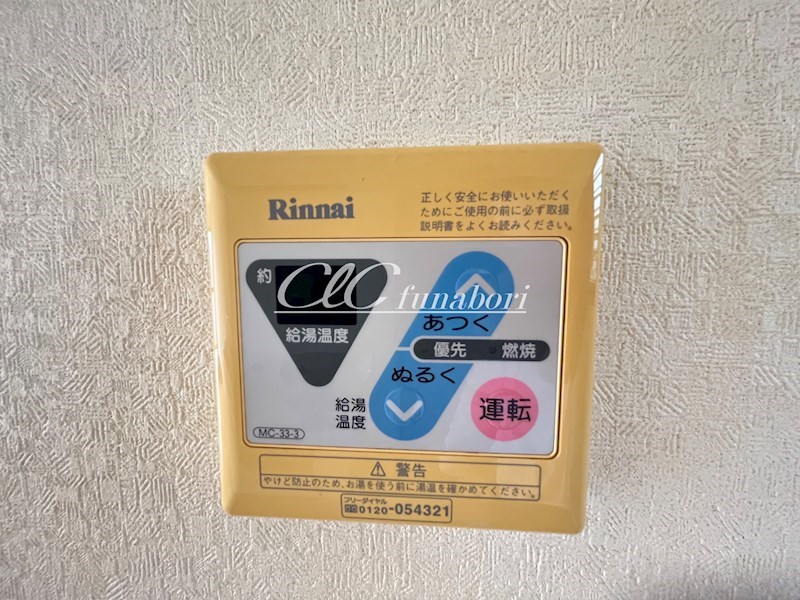 Rinnai
正しく安全にお使いいただく
ためにご使用の前に必ず取扱
説明書をよくお読みください。
約
給湯温度
CLC funabori
あつく
優先 燃焼
ぬるく
給湯
温度
運転
MC-33-3
⚠ 警告
やけど防止のため、お湯を使う前に湯温を確かめてください。
フリーダイヤル
0120-054321